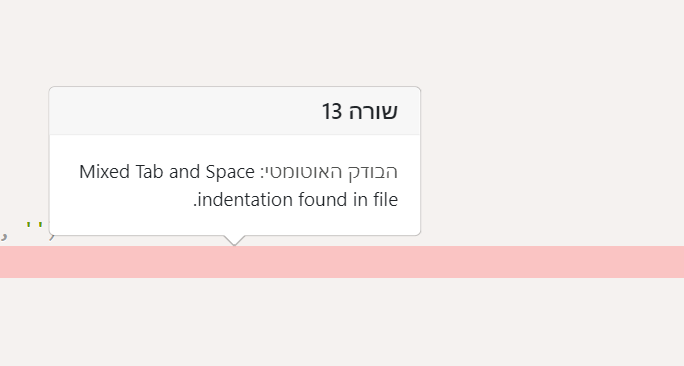 שורה 13
הבודק האוטומטי: Mixed Tab and Space
indentation found in file.
, '',